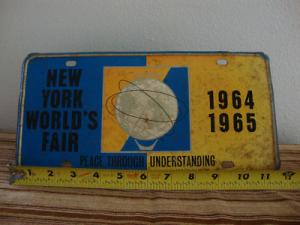 NEW
YORK
WORLD'S
FAIR
1964
1965
PEACE THROUGH UNDERSTANDING
1 2 3 4 5 6 7 8 9 10 11